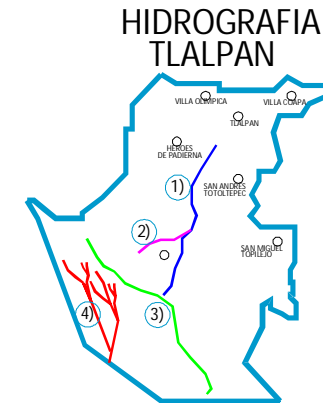 HIDROGRAFIA
TLALPAN
VILLA OLIMPICA
VILLA COAPA
TLALPAN
HEROES
DE PADIERNA
1)
SAN ANDRES
TOTOLTEPEC
2)
SAN MIGUEL
TOPILEJO
4)
3)